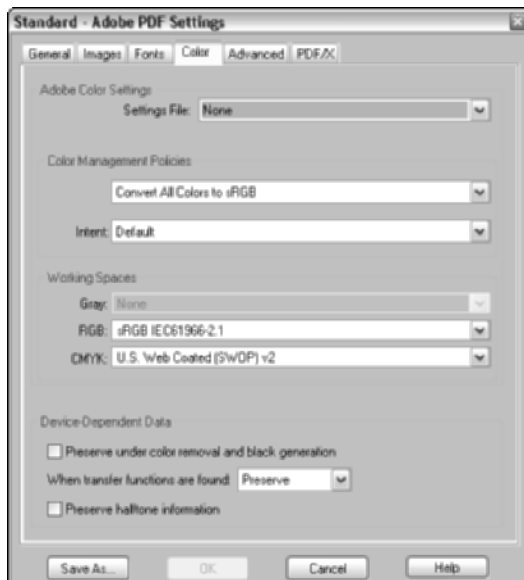 Standard - Adobe PDF Settings
General Images Fonts Color Advanced PDF/X
Adobe Color Settings
Settings File: None
Color Management Policies
Convert All Colors to sRGB
Intent: Default
Working Spaces
Gray: None
RGB: sRGB IEC61966-2.1
CMYK: U.S. Web Coated (SWOP) v2
Device-Dependent Data
Preserve under color removal and black generation
When transfer functions are found: Preserve
Preserve halftone information
Save As... OK Cancel Help